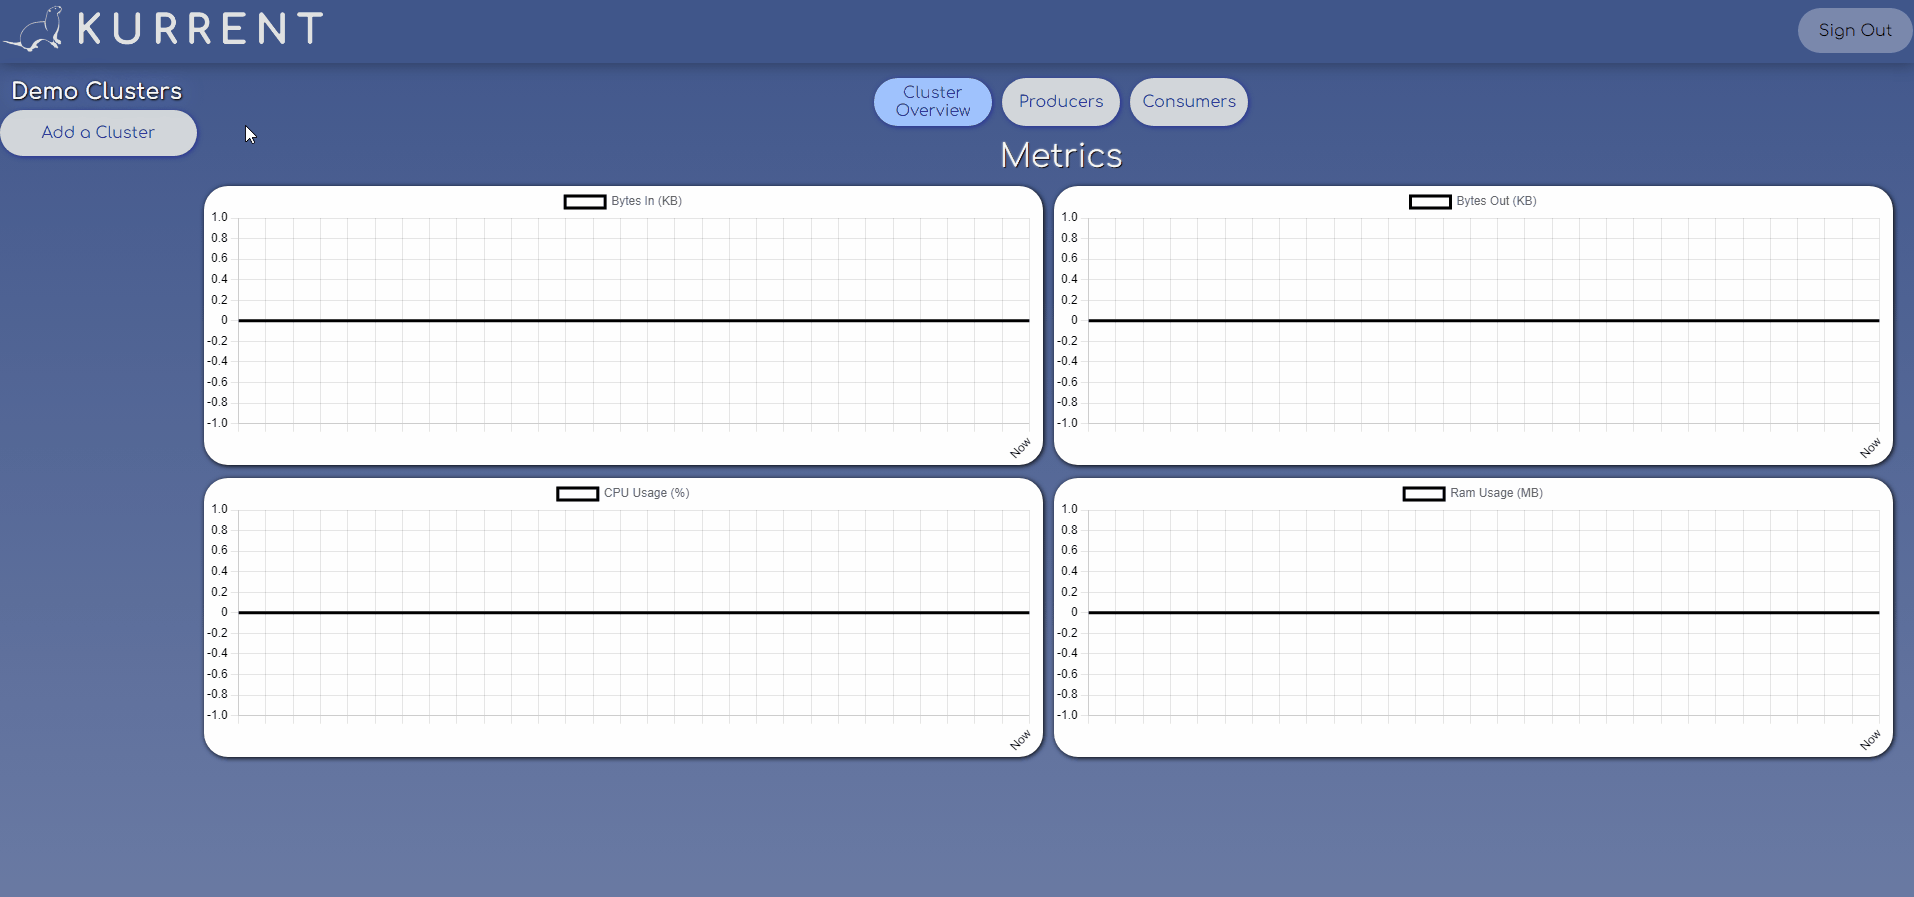 KURRENT
Sign Out
Demo Clusters
Add a Cluster
Cluster
Overview
Producers
Consumers
Metrics
Bytes In (KB)
1.0
0.8
0.6
0.4
0.2
0
-0.2
-0.4
-0.6
-0.8
-1.0
Now
Bytes Out (KB)
1.0
0.8
0.6
0.4
0.2
0
-0.2
-0.4
-0.6
-0.8
-1.0
Now
CPU Usage (%)
1.0
0.8
0.6
0.4
0.2
0
-0.2
-0.4
-0.6
-0.8
-1.0
Now
Ram Usage (MB)
1.0
0.8
0.6
0.4
0.2
0
-0.2
-0.4
-0.6
-0.8
-1.0
Now